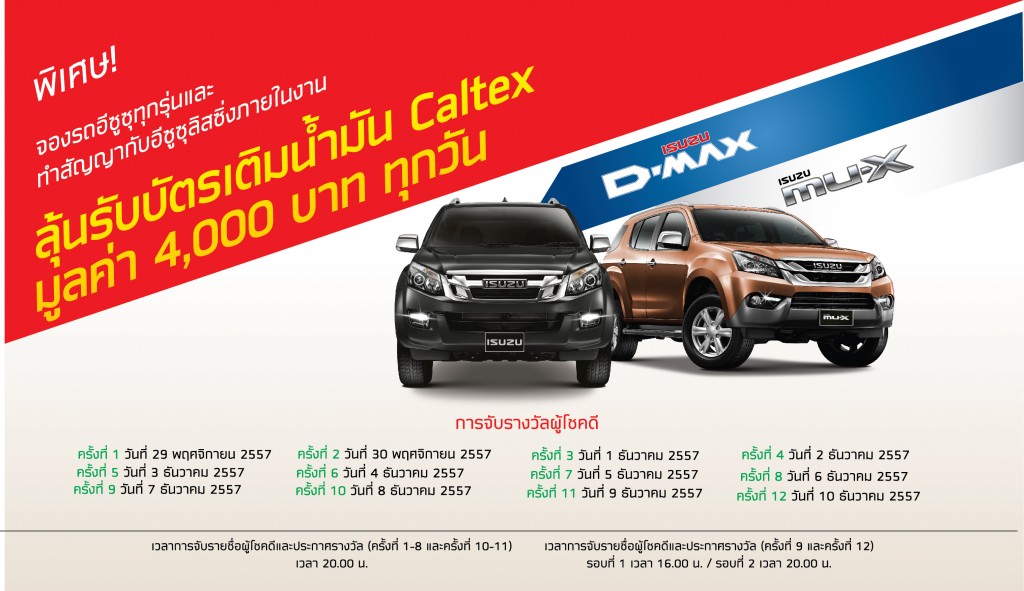 พิเศษ!
จองรถอีซูซุทุกรุ่นและ
ทำสัญญากับอีซูซุลิสซิ่งภายในงาน
ลุ้นรับบัตรเติมน้ำมัน Caltex
มูลค่า 4,000 บาท ทุกวัน
ISUZU
D-MAX
ISUZU
mu-X
ISUZU
ISUZU
ISUZU
mu-X
การจับรางวัลผู้โชคดี
ครั้งที่ 1 วันที่ 29 พฤศจิกายน 2557
ครั้งที่ 2 วันที่ 30 พฤศจิกายน 2557
ครั้งที่ 3 วันที่ 1 ธันวาคม 2557
ครั้งที่ 4 วันที่ 2 ธันวาคม 2557
ครั้งที่ 5 วันที่ 3 ธันวาคม 2557
ครั้งที่ 6 วันที่ 4 ธันวาคม 2557
ครั้งที่ 7 วันที่ 5 ธันวาคม 2557
ครั้งที่ 8 วันที่ 6 ธันวาคม 2557
ครั้งที่ 9 วันที่ 7 ธันวาคม 2557
ครั้งที่ 10 วันที่ 8 ธันวาคม 2557
ครั้งที่ 11 วันที่ 9 ธันวาคม 2557
ครั้งที่ 12 วันที่ 10 ธันวาคม 2557
เวลาการจับรายชื่อผู้โชคดีและประกาศรางวัล (ครั้งที่ 1-8 และครั้งที่ 10-11)
เวลา 20.00 น.
เวลาการจับรายชื่อผู้โชคดีและประกาศรางวัล (ครั้งที่ 9 และครั้งที่ 12)
รอบที่ 1 เวลา 16.00 น. / รอบที่ 2 เวลา 20.00 น.